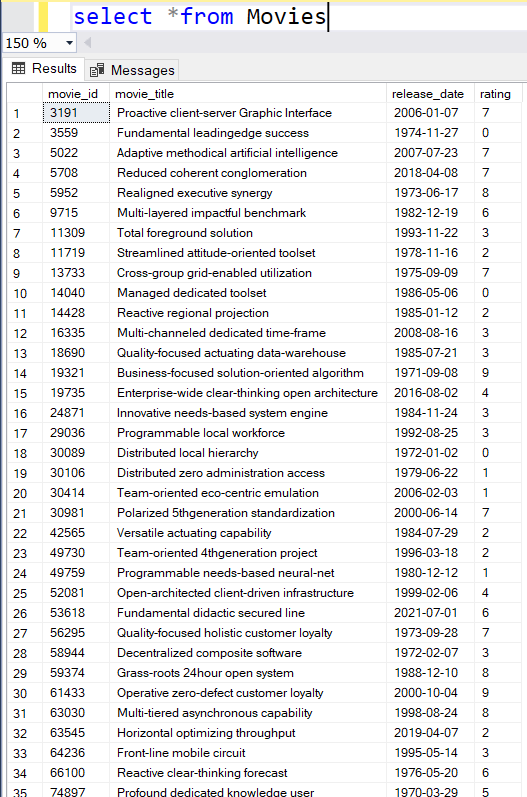 select *from Movies
150 %
Results Messages
movie_id movie_title release_date rating
1 3191 Proactive client-server Graphic Interface 2006-01-07 7
2 3559 Fundamental leadingedge success 1974-11-27 0
3 5022 Adaptive methodical artificial intelligence 2007-07-23 7
4 5708 Reduced coherent conglomeration 2018-04-08 7
5 5952 Realigned executive synergy 1973-06-17 8
6 9715 Multi-layered impactful benchmark 1982-12-19 6
7 11309 Total foreground solution 1993-11-22 3
8 11719 Streamlined attitude-oriented toolset 1978-11-16 2
9 13733 Cross-group grid-enabled utilization 1975-09-09 7
10 14040 Managed dedicated toolset 1986-05-06 0
11 14428 Reactive regional projection 1985-01-12 2
12 16335 Multi-channeled dedicated time-frame 2008-08-16 3
13 18690 Quality-focused actuating data-warehouse 1985-07-21 3
14 19321 Business-focused solution-oriented algorithm 1971-09-08 9
15 19735 Enterprise-wide clear-thinking open architecture 2016-08-02 4
16 24871 Innovative needs-based system engine 1984-11-24 3
17 29036 Programmable local workforce 1992-08-25 3
18 30089 Distributed local hierarchy 1972-01-02 0
19 30106 Distributed zero administration access 1979-06-22 1
20 30414 Team-oriented eco-centric emulation 2006-02-03 1
21 30981 Polarized 5thgeneration standardization 2000-06-14 7
22 42565 Versatile actuating capability 1984-07-29 2
23 49730 Team-oriented 4thgeneration project 1996-03-18 2
24 49759 Programmable needs-based neural-net 1980-12-12 1
25 52081 Open-architected client-driven infrastructure 1999-02-06 4
26 53618 Fundamental didactic secured line 2021-07-01 6
27 56295 Quality-focused holistic customer loyalty 1973-09-28 7
28 58944 Decentralized composite software 1972-02-07 3
29 59374 Grass-roots 24hour open system 1988-12-10 8
30 61433 Operative zero-defect customer loyalty 2000-10-04 9
31 63030 Multi-tiered asynchronous capability 1998-08-24 8
32 63545 Horizontal optimizing throughput 2019-04-07 2
33 64236 Front-line mobile circuit 1995-05-14 3
34 66100 Reactive clear-thinking forecast 1976-05-20 6
35 74897 Profound dedicated knowledge user 1970-03-29 5